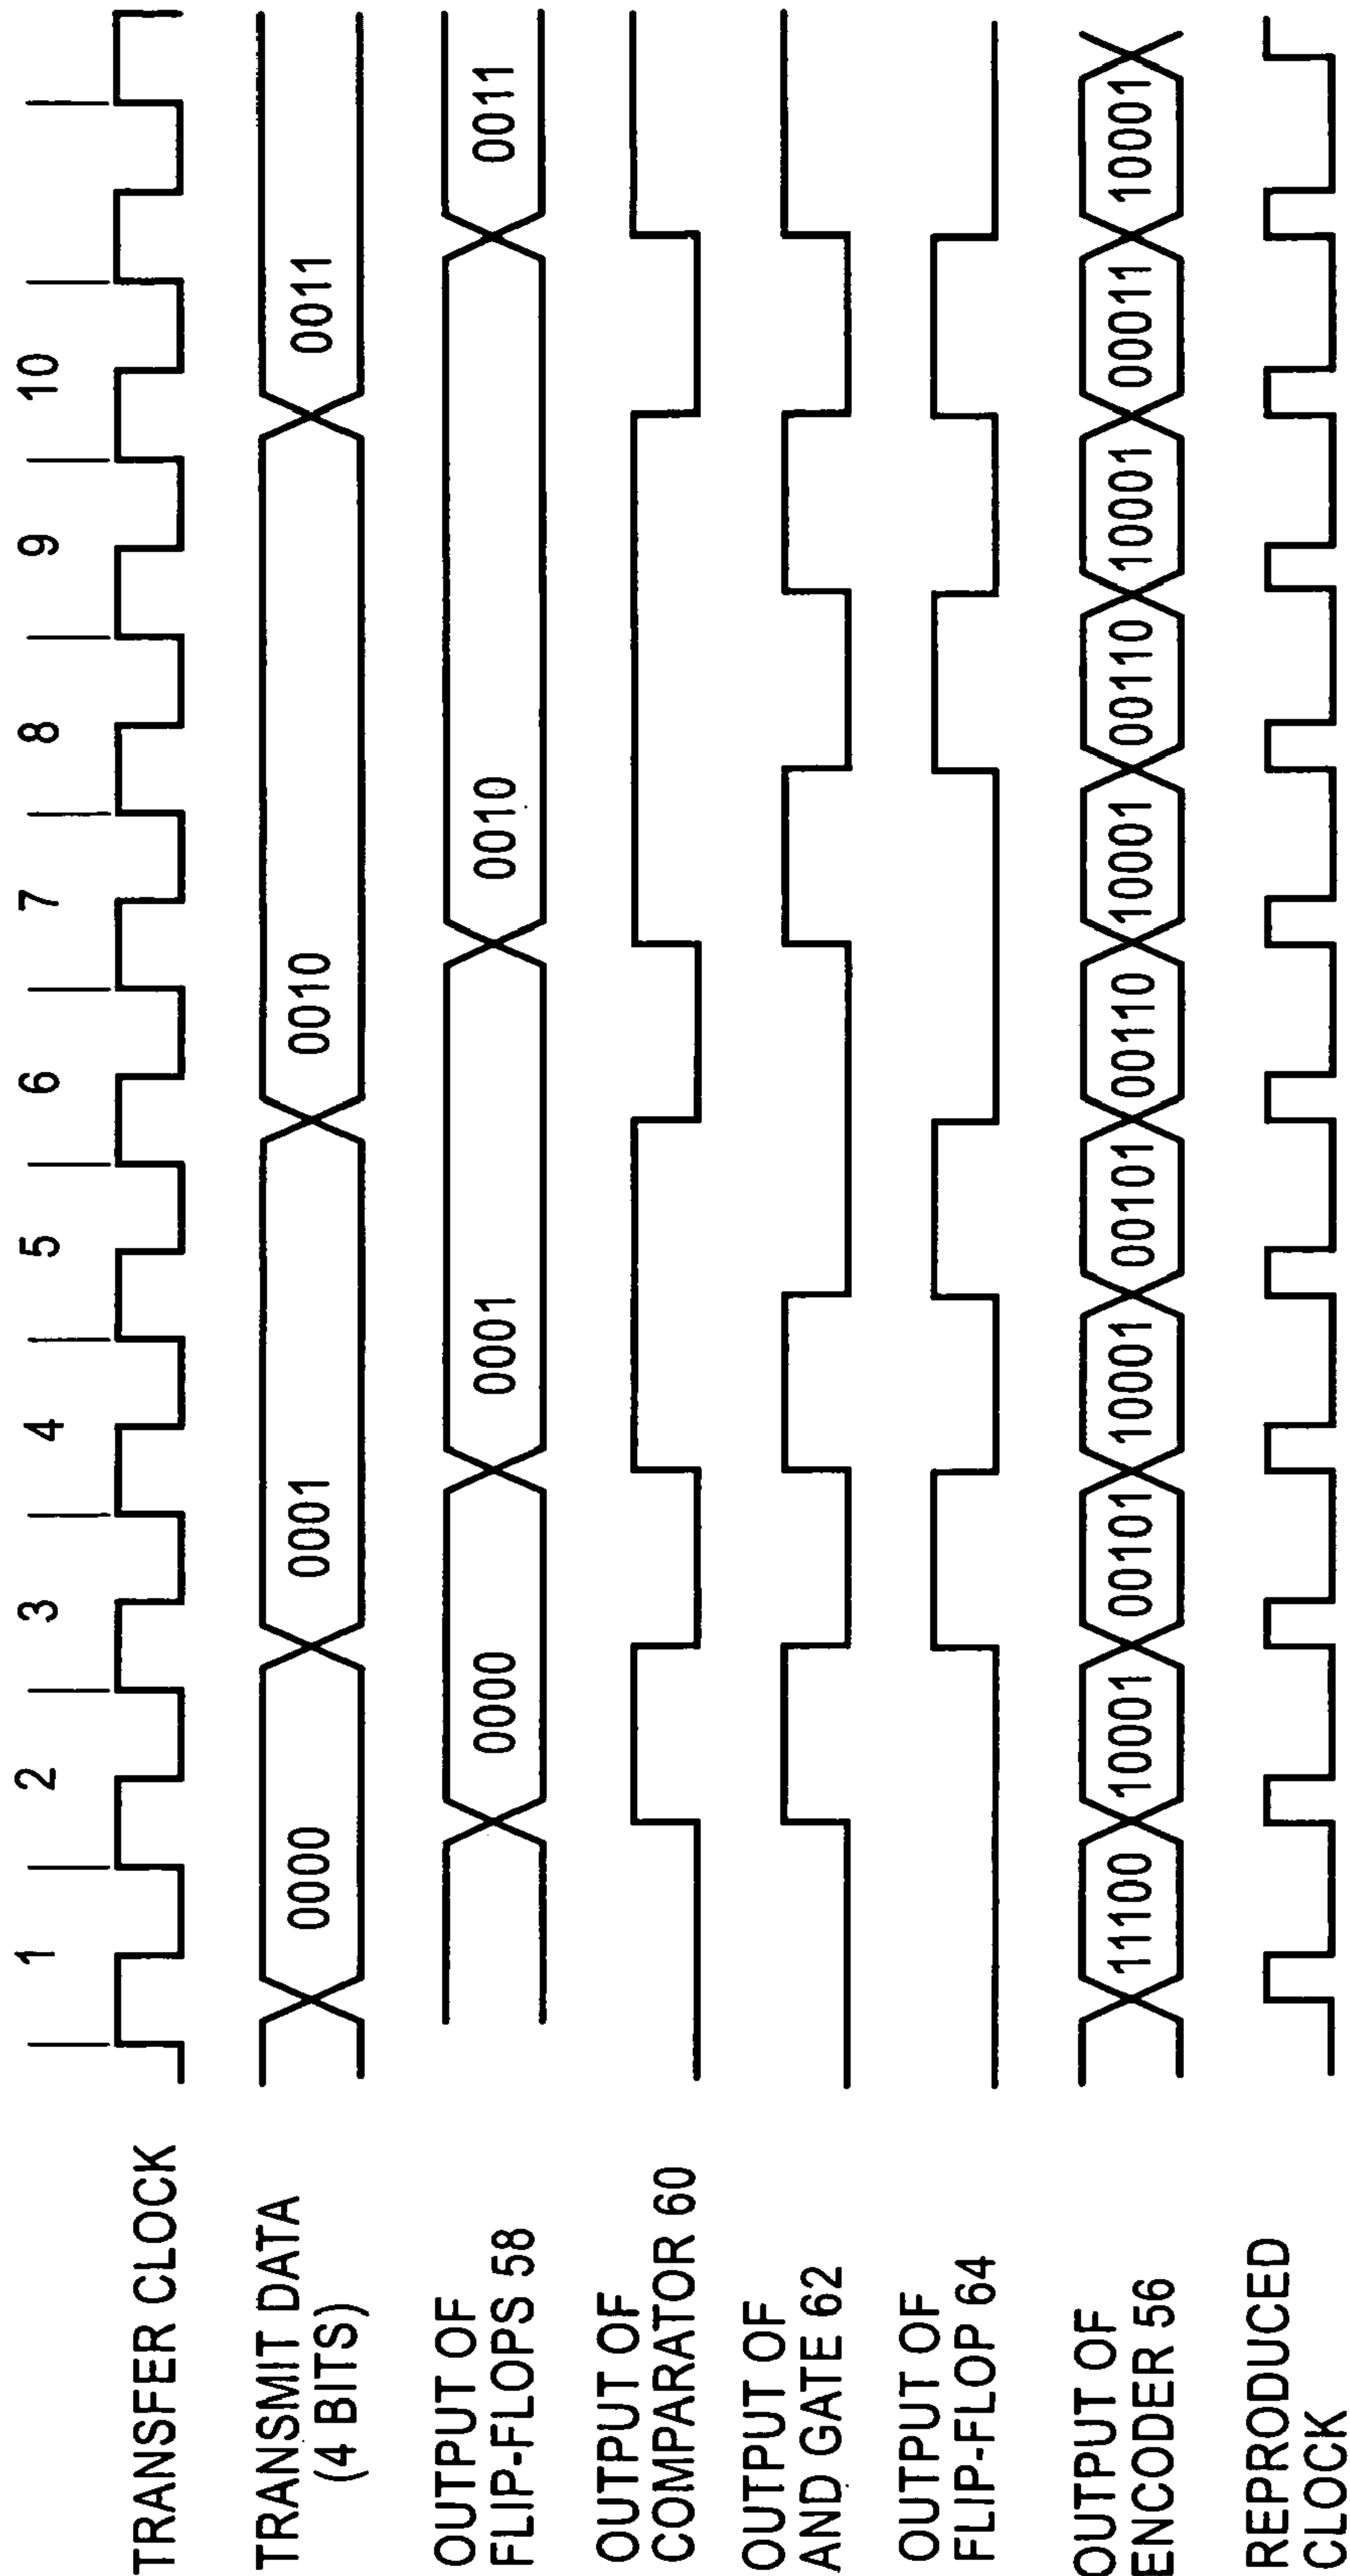 1 2 3 4 5 6 7 8 9 10
TRANSFER CLOCK
TRANSMIT DATA
(4 BITS)
0000 0001 0010 0011
OUTPUT OF
FLIP-FLOPS 58
0000 0001 0010 0011
OUTPUT OF
COMPARATOR 60
OUTPUT OF
AND GATE 62
OUTPUT OF
FLIP-FLOP 64
OUTPUT OF
ENCODER 56
11100 10001 00101 10001 00101 00110 10001 00110 10001 00011 10001
REPRODUCED
CLOCK